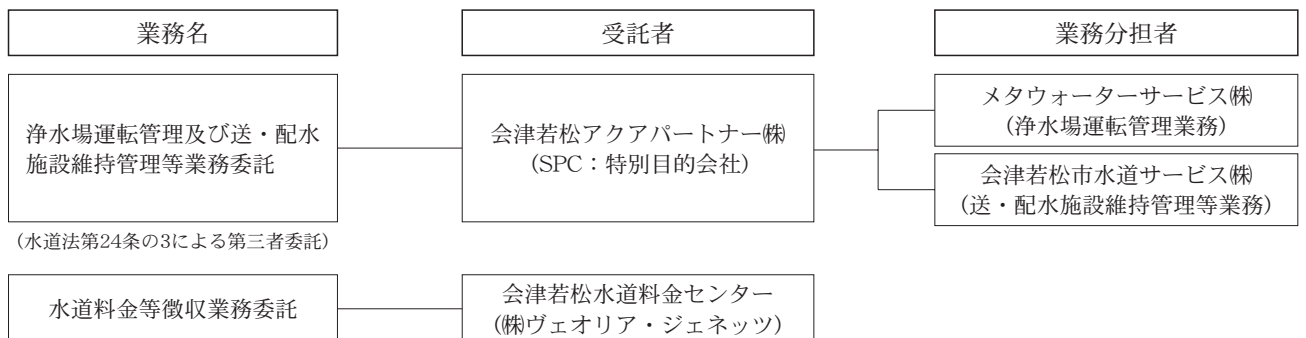 業務名
受託者
業務分担者
浄水場運転管理及び送・配水
施設維持管理等業務委託
会津若松アクアパートナー㈱
(SPC：特別目的会社)
メタウォーターサービス㈱
(浄水場運転管理業務)
会津若松市水道サービス㈱
(送・配水施設維持管理等業務)
(水道法第24条の3による第三者委託)
水道料金等徴収業務委託
会津若松水道料金センター
(㈱ヴェオリア・ジェネッツ)